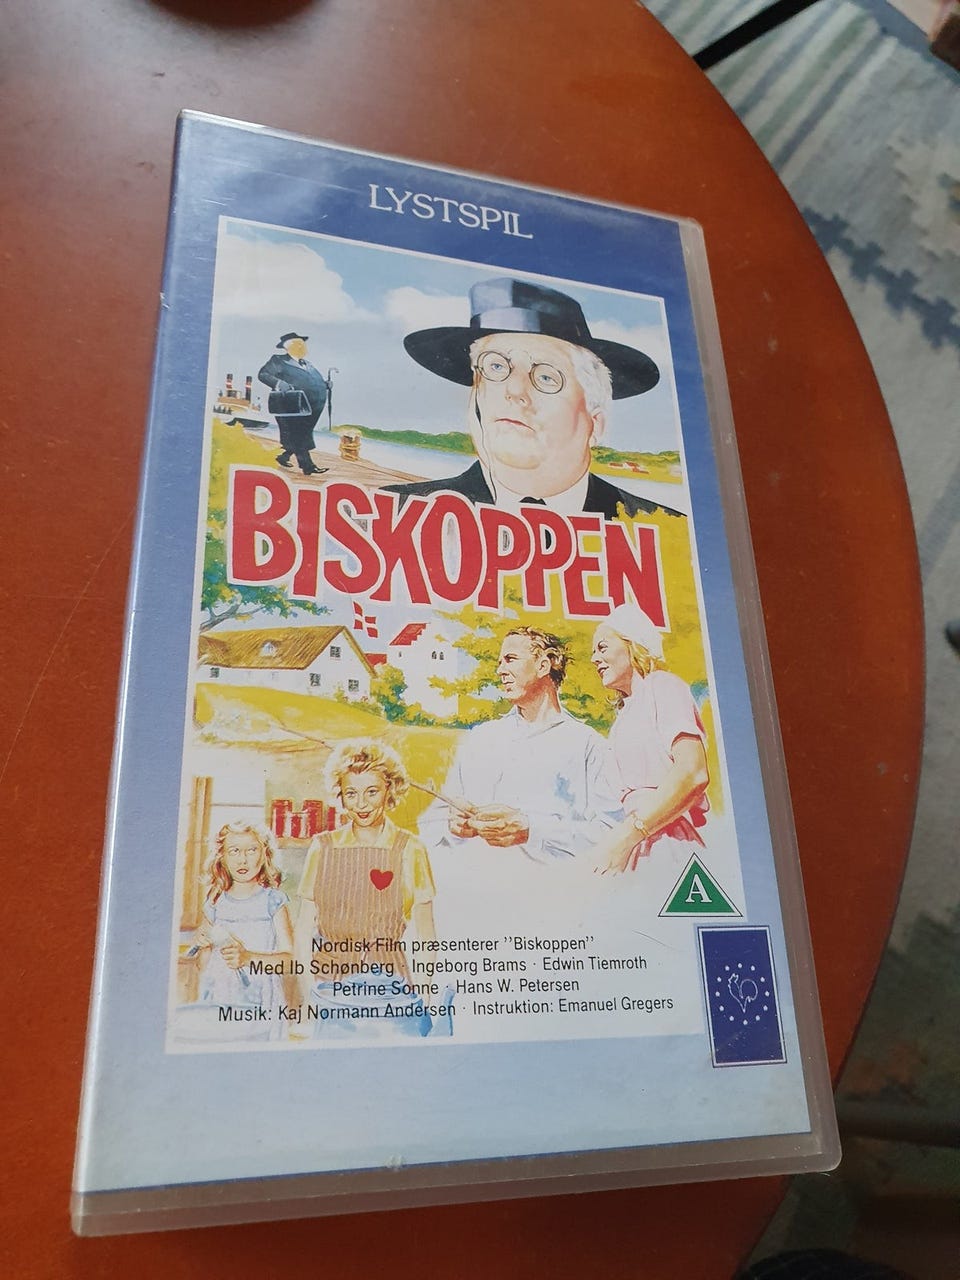 LYSTSPIL
BISKOPPEN
A
Nordisk Film præsenterer ”Biskoppen”
Med Ib Schønberg · Ingeborg Brams · Edwin Tiemroth
Petrine Sonne · Hans W. Petersen
Musik: Kaj Normann Andersen · Instruktion: Emanuel Gregers